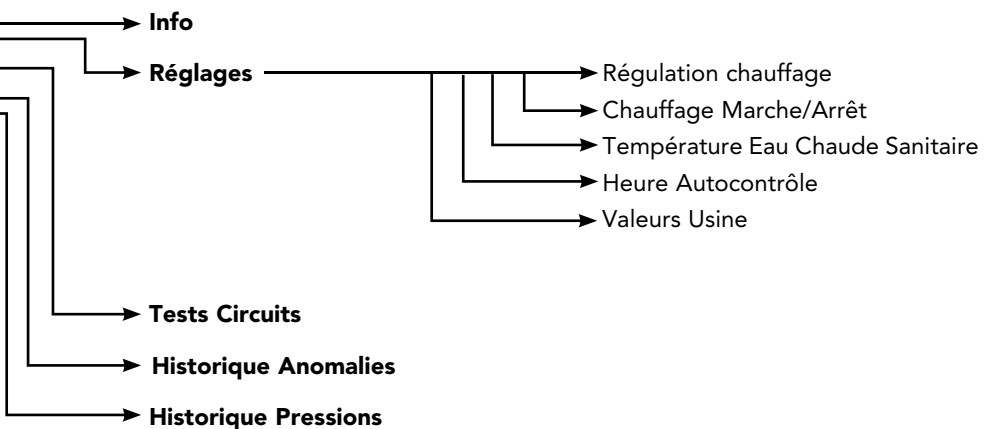 Info
Réglages
Régulation chauffage
Chauffage Marche/Arrêt
Température Eau Chaude Sanitaire
Heure Autocontrôle
Valeurs Usine
Tests Circuits
Historique Anomalies
Historique Pressions